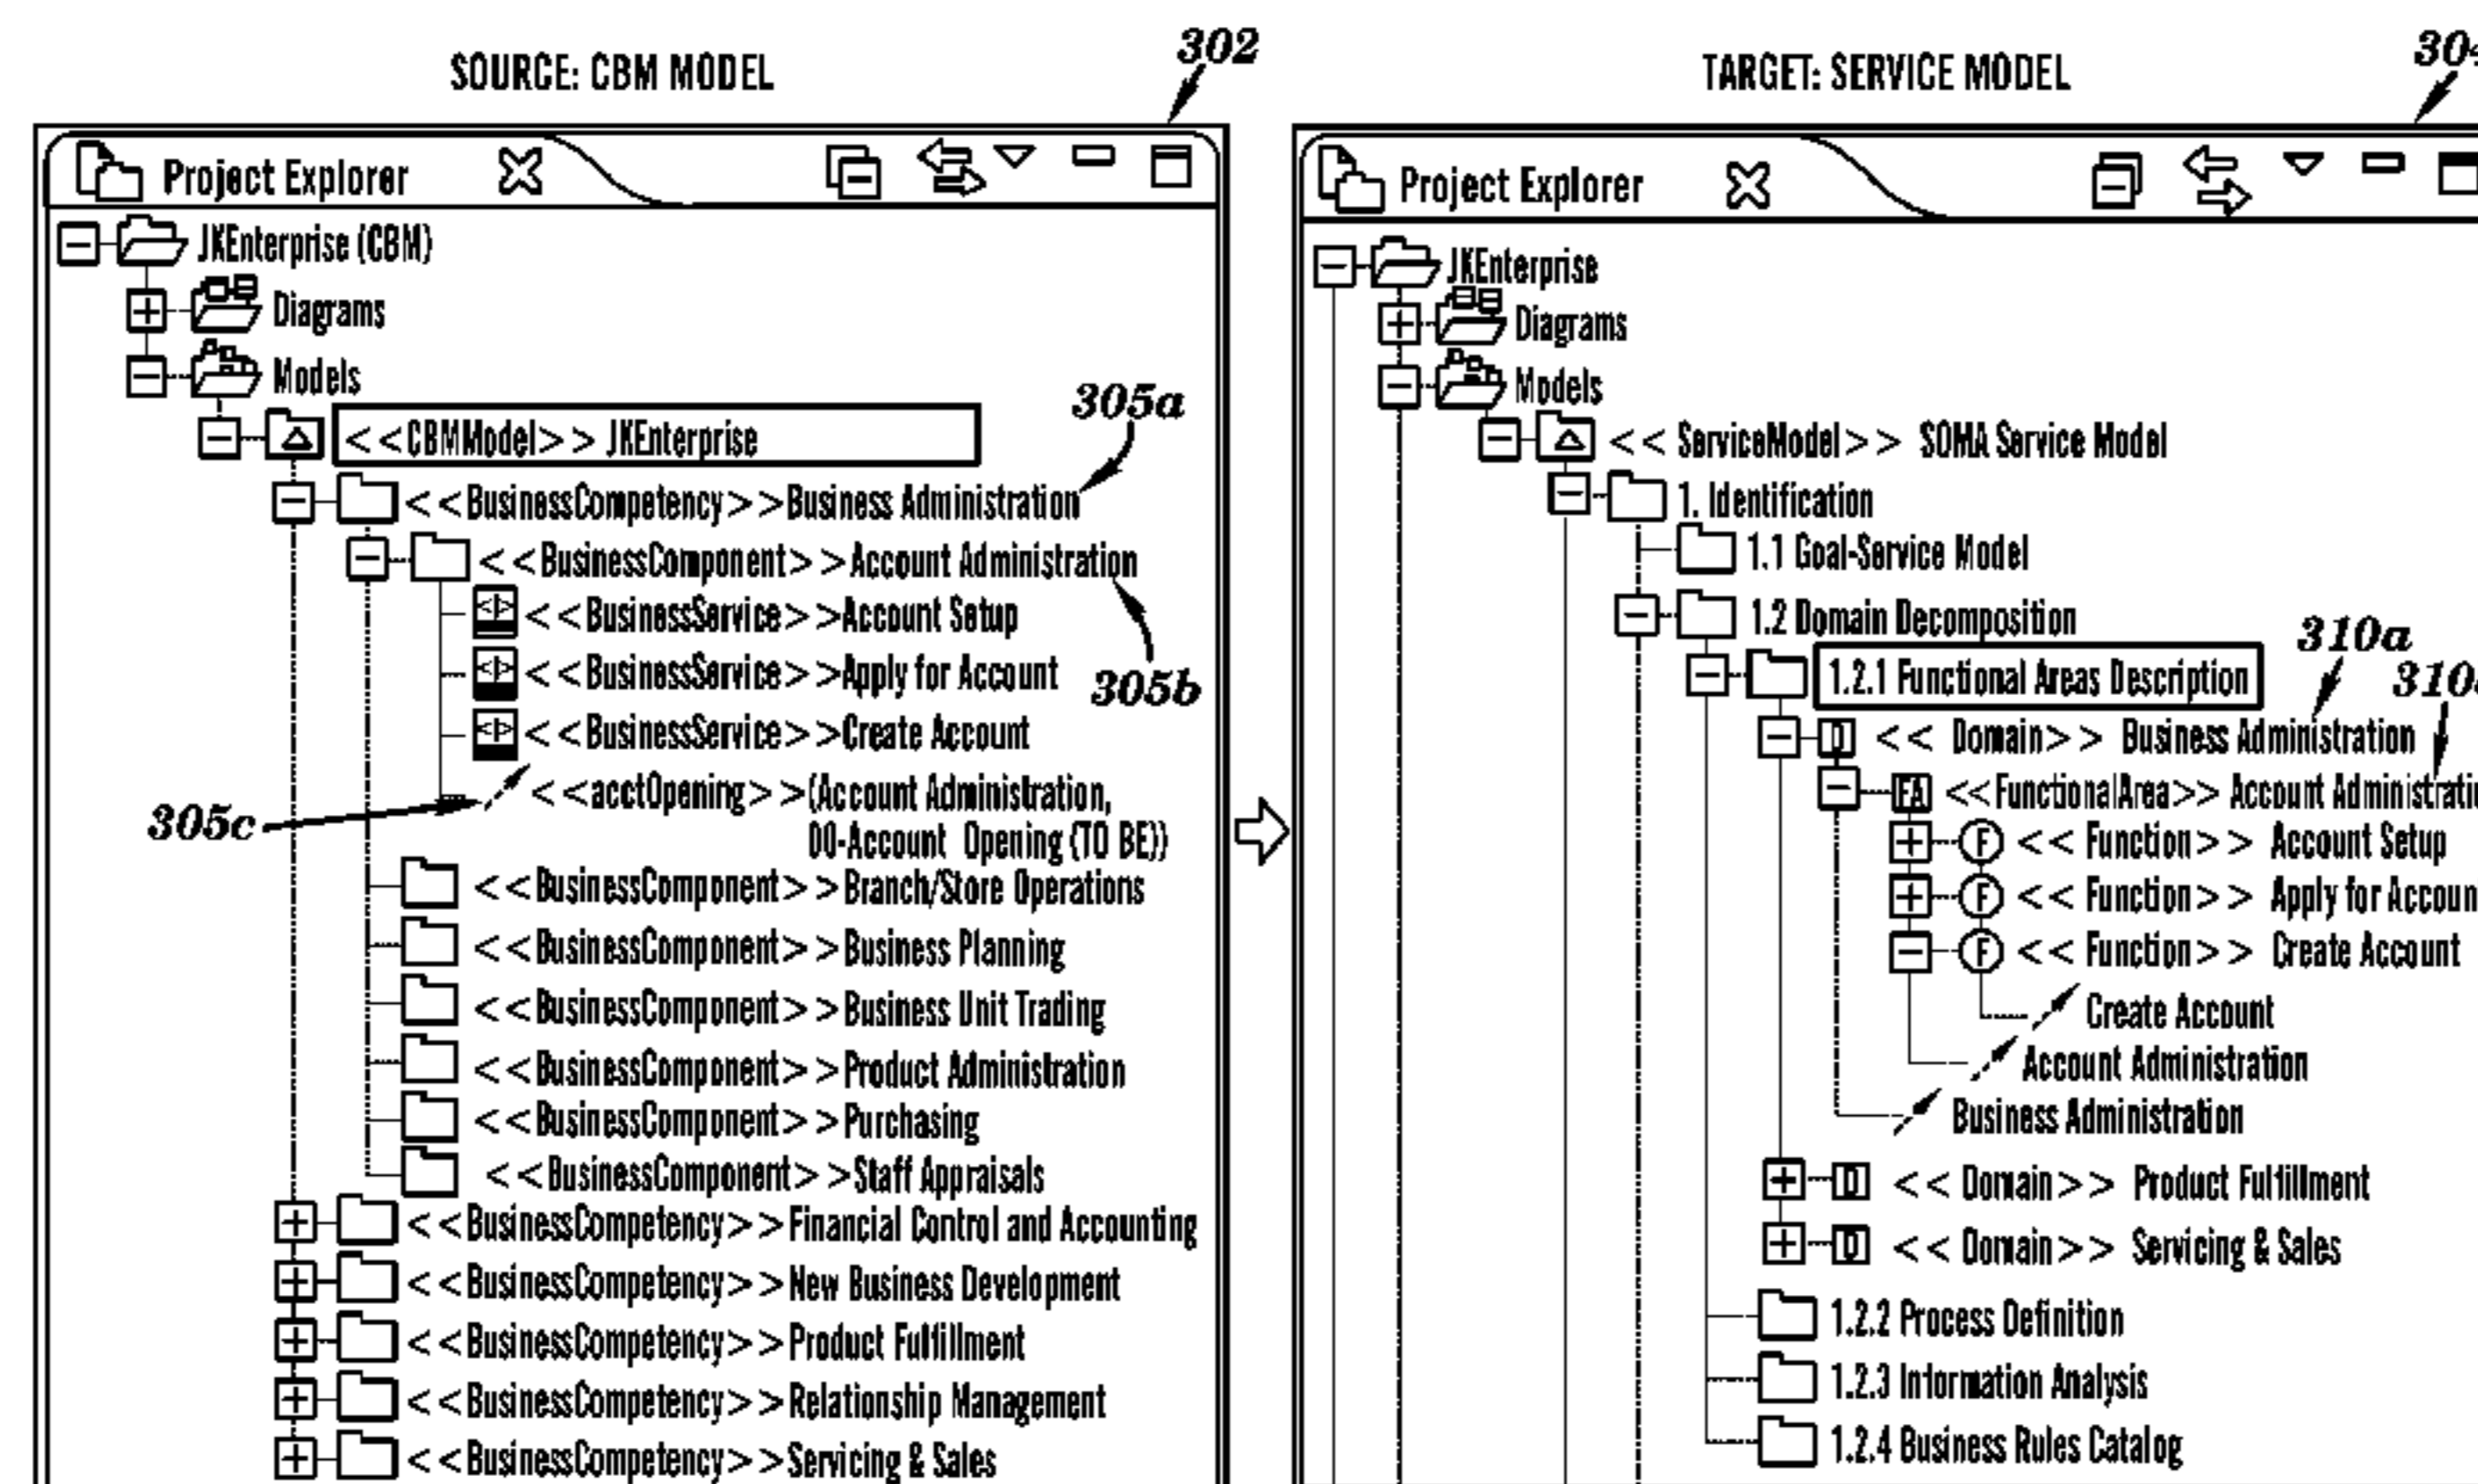 302
SOURCE: CBM MODEL
Project Explorer
JKEnterprise (CBM)
Diagrams
Models
305a
<<CBMModel>> JKEnterprise
<<BusinessCompetency>>Business Administration
<<BusinessComponent>>Account Administration
<<BusinessService>>Account Setup
<<BusinessService>>Apply for Account
305b
<<BusinessService>>Create Account
<<acctOpening>>(Account Administration,
305c
00-Account Opening (TO BE))
<<BusinessComponent>>Branch/Store Operations
<<BusinessComponent>>Business Planning
<<BusinessComponent>>Business Unit Trading
<<BusinessComponent>>Product Administration
<<BusinessComponent>>Purchasing
<<BusinessComponent>>Staff Appraisals
<<BusinessCompetency>>Financial Control and Accounting
<<BusinessCompetency>>New Business Development
<<BusinessCompetency>>Product Fulfillment
<<BusinessCompetency>>Relationship Management
<<BusinessCompetency>>Servicing & Sales
TARGET: SERVICE MODEL
Project Explorer
JKEnterprise
Diagrams
Models
<< ServiceModel>> SOMA Service Model
1. Identification
1.1 Goal-Service Model
1.2 Domain Decomposition
310a
1.2.1 Functional Areas Description
<< Domain>> Business Administration
D
<<FunctionalArea>> Account
FA
<< Function>> Account Setup
F
<< Function>> Apply for
F
<< Function>> Create Account
F
Create Account
Account Administration
Business Administration
D << Domain>> Product Fulfillment
D << Domain>> Servicing & Sales
1.2.2 Process Definition
1.2.3 Information Analysis
1.2.4 Business Rules Catalog